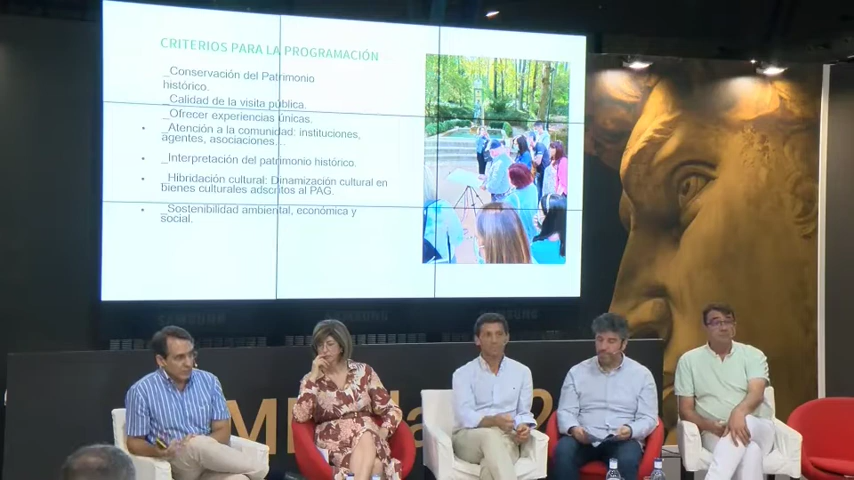 CRITERIOS PARA LA PROGRAMACIÓN
_Conservación del Patrimonio
histórico.
_Calidad de la visita pública.
_Ofrecer experiencias únicas.
• _Atención a la comunidad: instituciones,
agentes, asociaciones...
• _Interpretación del patrimonio histórico.
• _Hibridación cultural: Dinamización cultural en
bienes culturales adscritos al PAG.
• _Sostenibilidad ambiental, económica y
social.
SAMSUNG SAMSUNG SAMSUNG